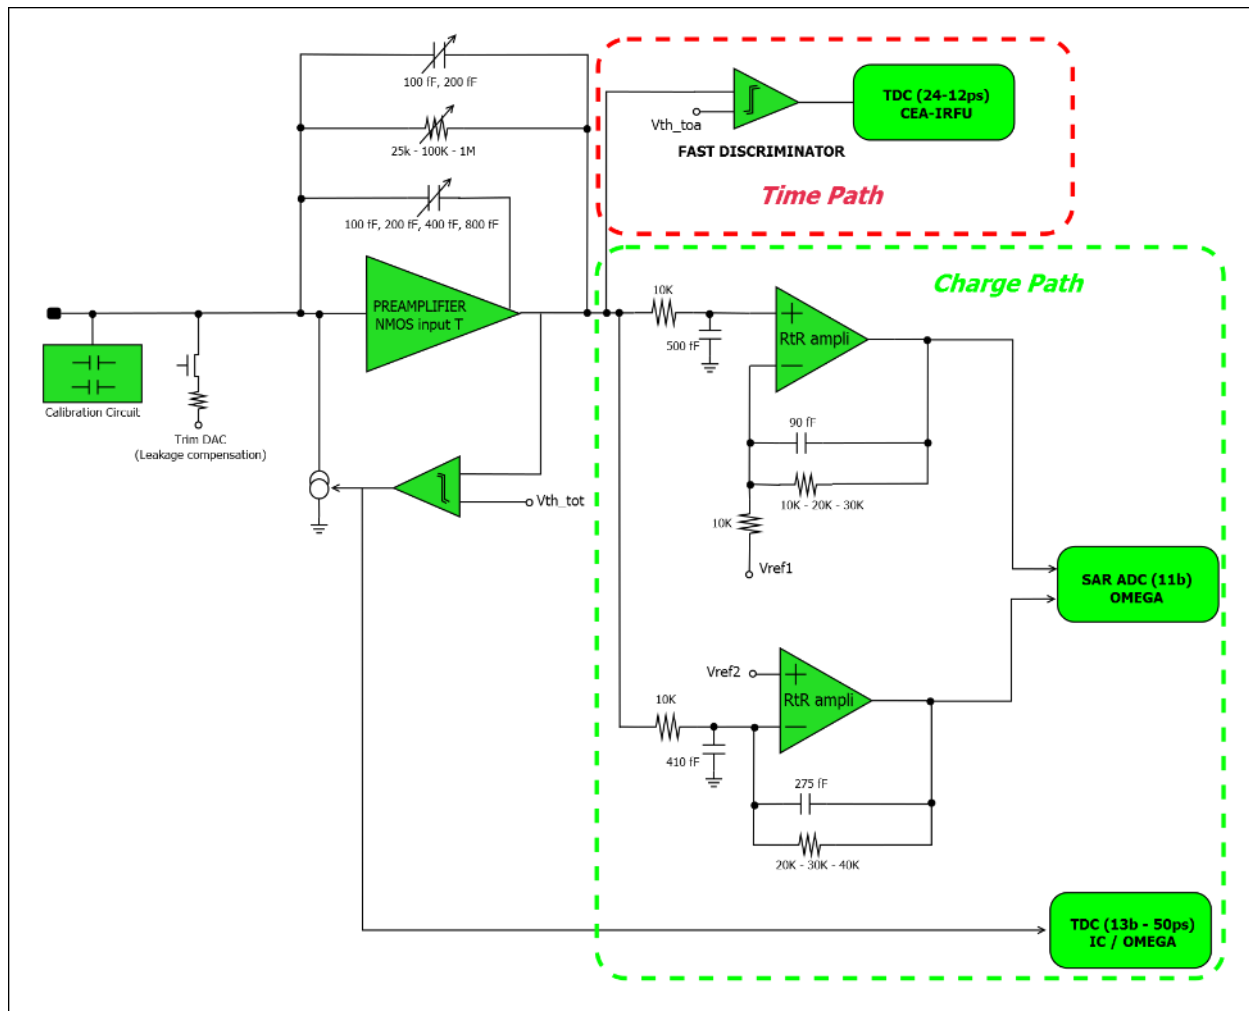 100 fF, 200 fF
25k - 100K - 1M
100 fF, 200 fF, 400 fF, 800 fF
PREAMPLIFIER
NMOS input T
Calibration Circuit
Trim DAC
(Leakage compensation)
Vth_tot
Vth_toa
FAST DISCRIMINATOR
TDC (24-12ps)
CEA-IRFU
Time Path
Charge Path
10K
500 fF
+
RtR ampli
−
90 fF
10K - 20K - 30K
10K
Vref1
SAR ADC (11b)
OMEGA
Vref2
+
RtR ampli
−
10K
410 fF
275 fF
20K - 30K - 40K
TDC (13b - 50ps)
IC / OMEGA